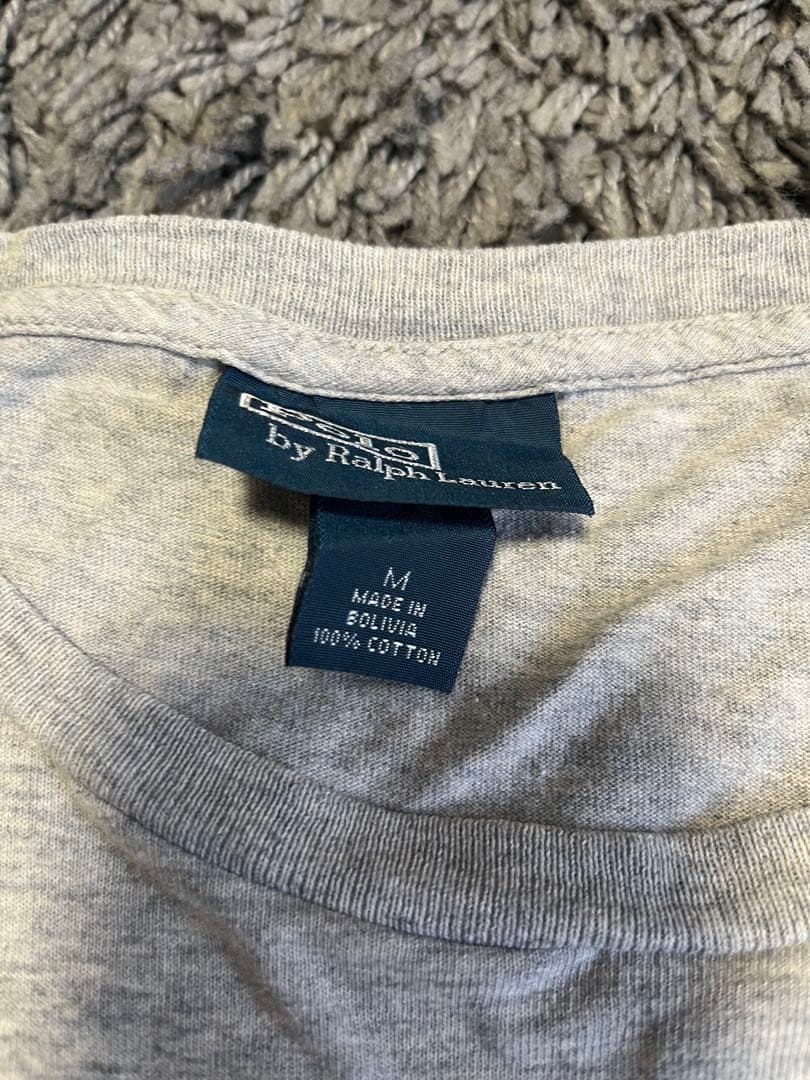 Polo
by Ralph Lauren
M
MADE IN
BOLIVIA
100% COTTON